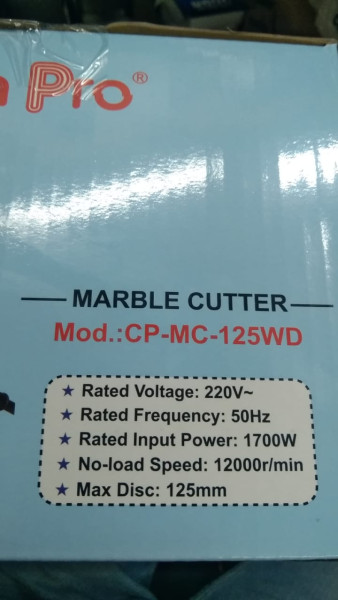 Pro®
MARBLE CUTTER
Mod.:CP-MC-125WD
★ Rated Voltage: 220V~
★ Rated Frequency: 50Hz
★ Rated Input Power: 1700W
★ No-load Speed: 12000r/min
★ Max Disc: 125mm